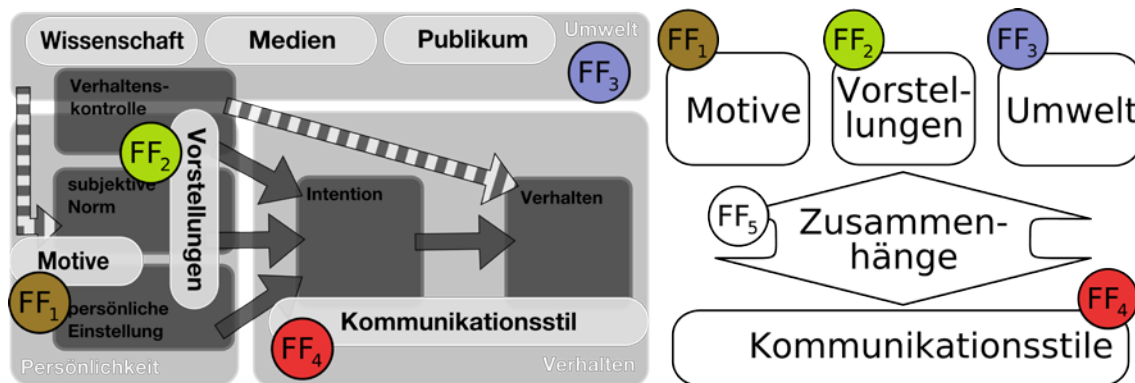 Wissenschaft
Medien
Publikum
Umwelt
FF3
Verhaltens-
kontrolle
FF2
Vorstellungen
subjektive
Norm
Motive
FF1
persönliche
Einstellung
Persönlichkeit
Intention
Verhalten
Kommunikationsstil
FF4
Verhalten
FF1
Motive
FF2
Vorstel-
lungen
FF3
Umwelt
FF5
Zusammen-
hänge
FF4
Kommunikationsstile